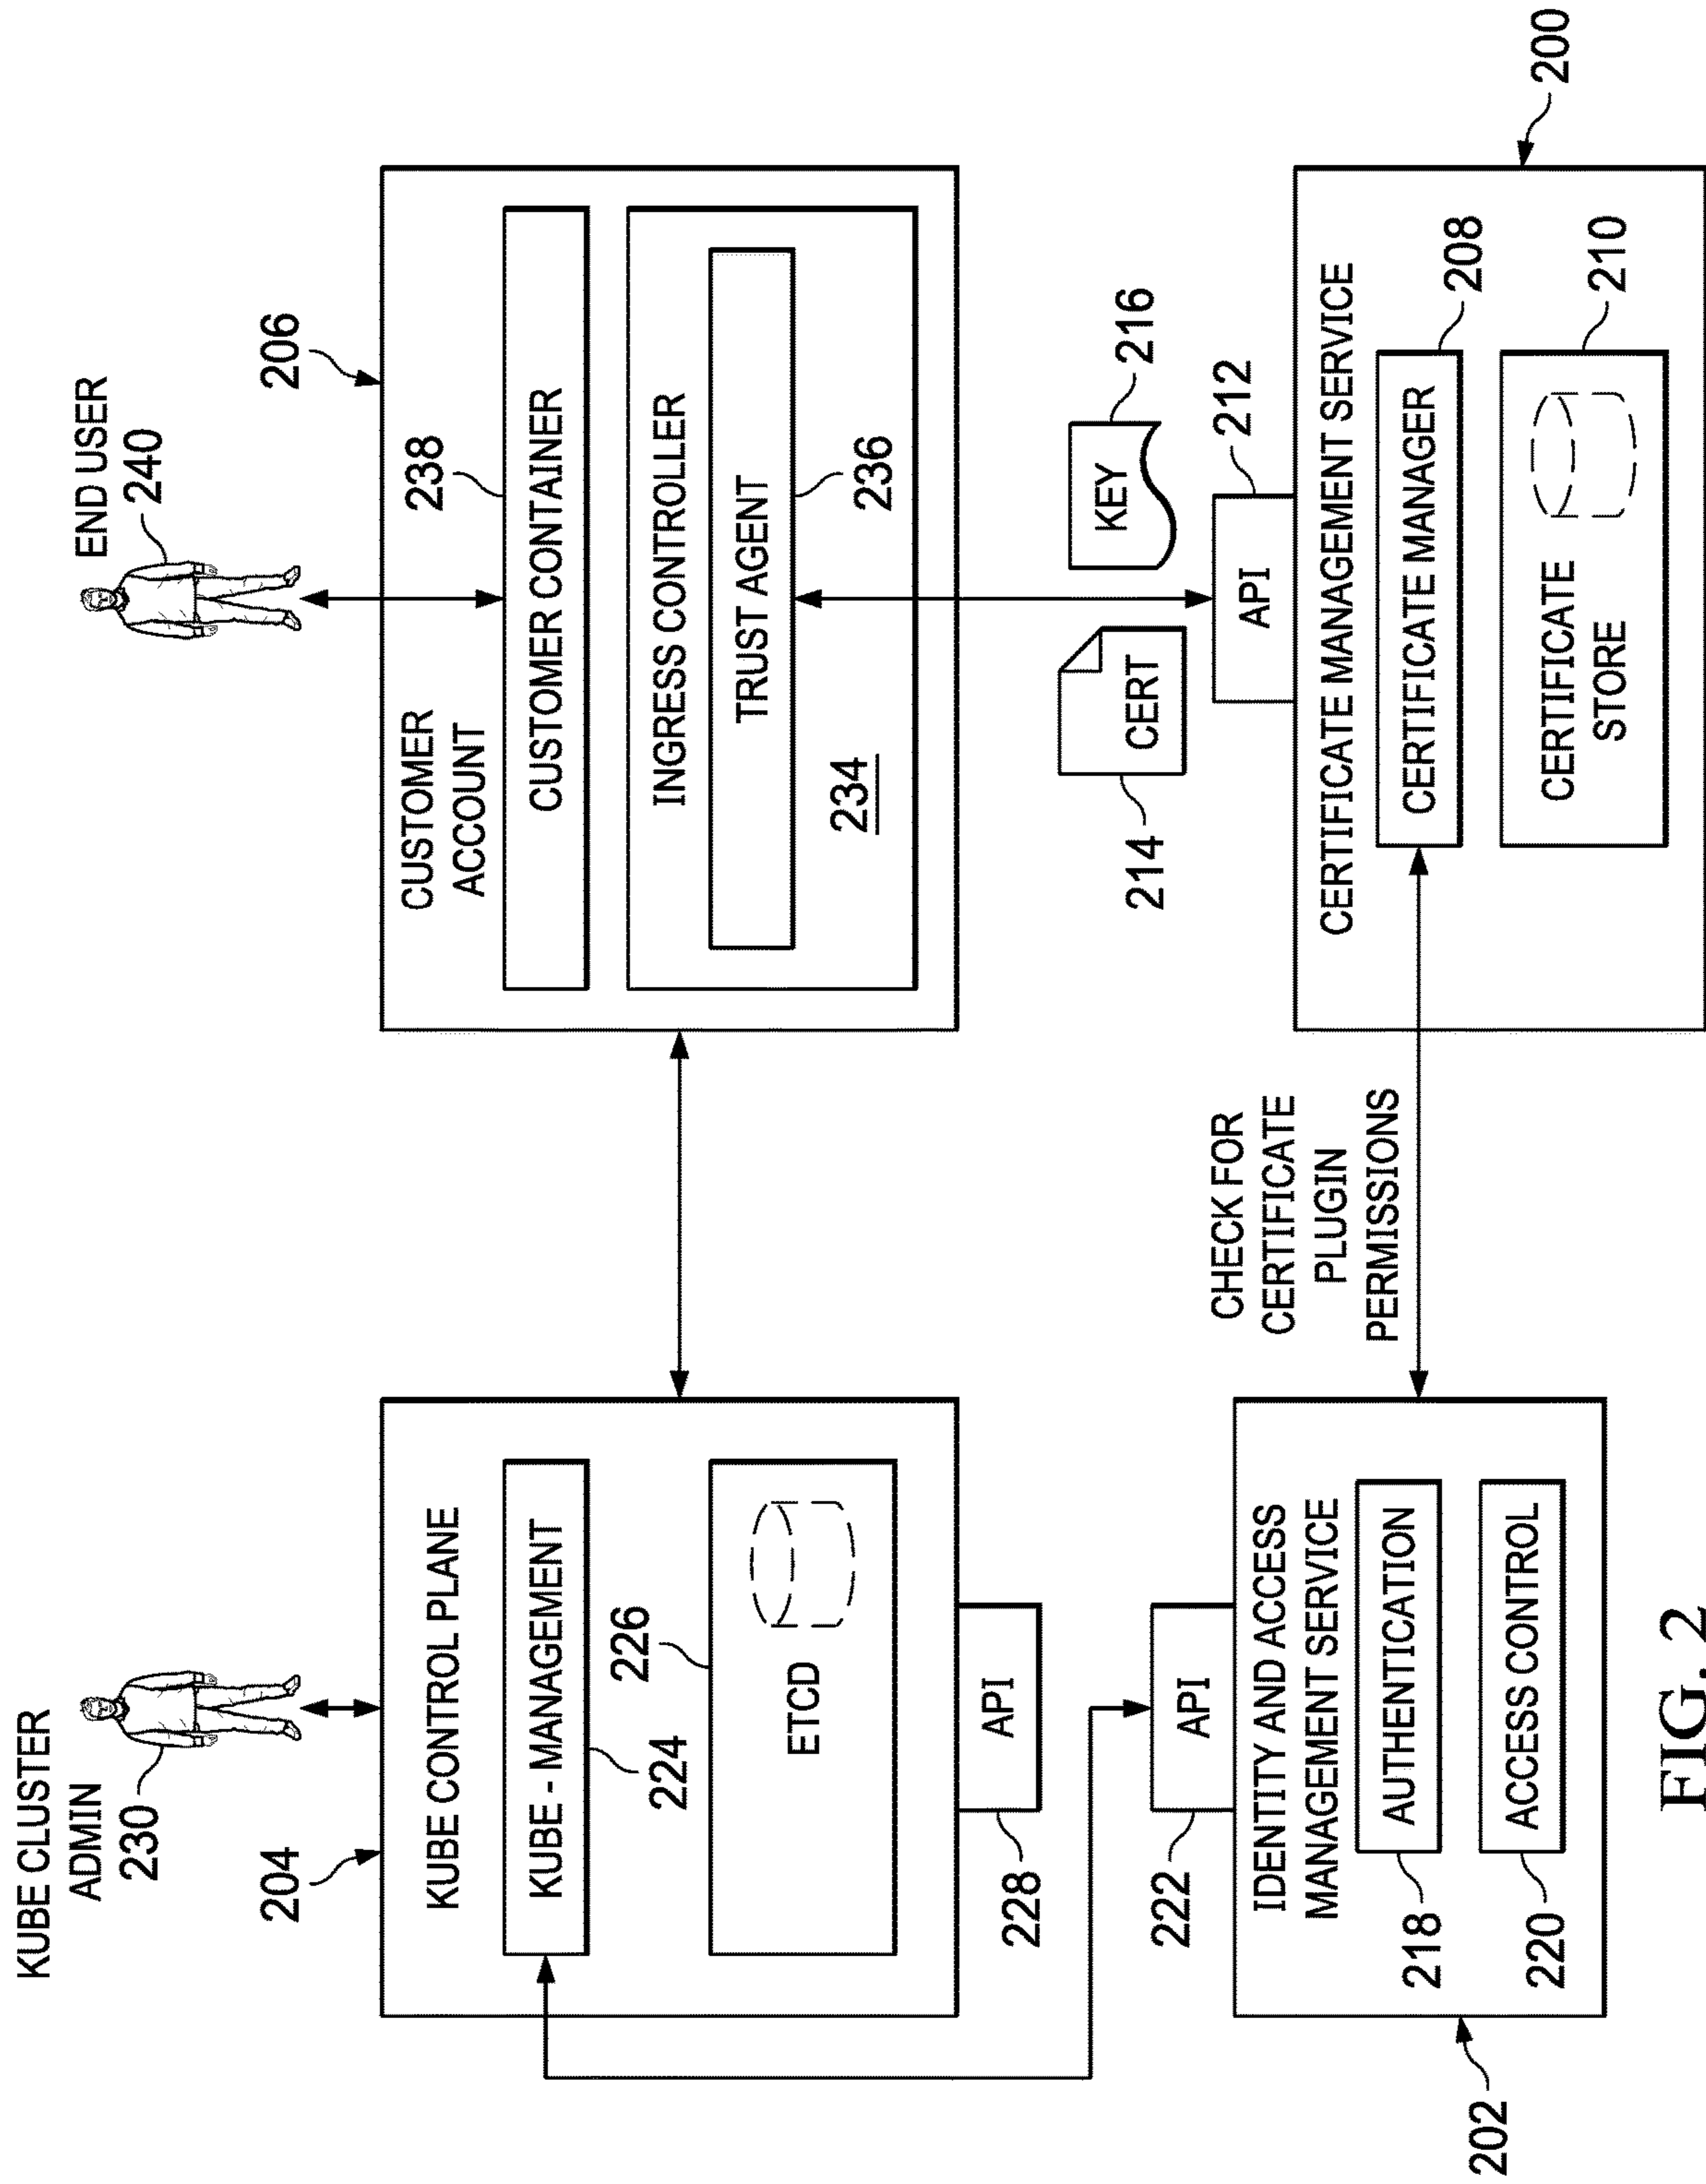 KUBE CLUSTER
ADMIN
230
END USER
240
204
KUBE CONTROL PLANE
KUBE - MANAGEMENT
224
226
ETCD
API
228
206
CUSTOMER
ACCOUNT
238
CUSTOMER CONTAINER
INGRESS CONTROLLER
TRUST AGENT
234
236
214
CERT
KEY
216
API
212
222
API
IDENTITY AND ACCESS
MANAGEMENT SERVICE
AUTHENTICATION
218
ACCESS CONTROL
220
202
CHECK FOR
CERTIFICATE
PLUGIN
PERMISSIONS
CERTIFICATE MANAGEMENT SERVICE
CERTIFICATE MANAGER
208
CERTIFICATE
STORE
210
200
FIG. 2